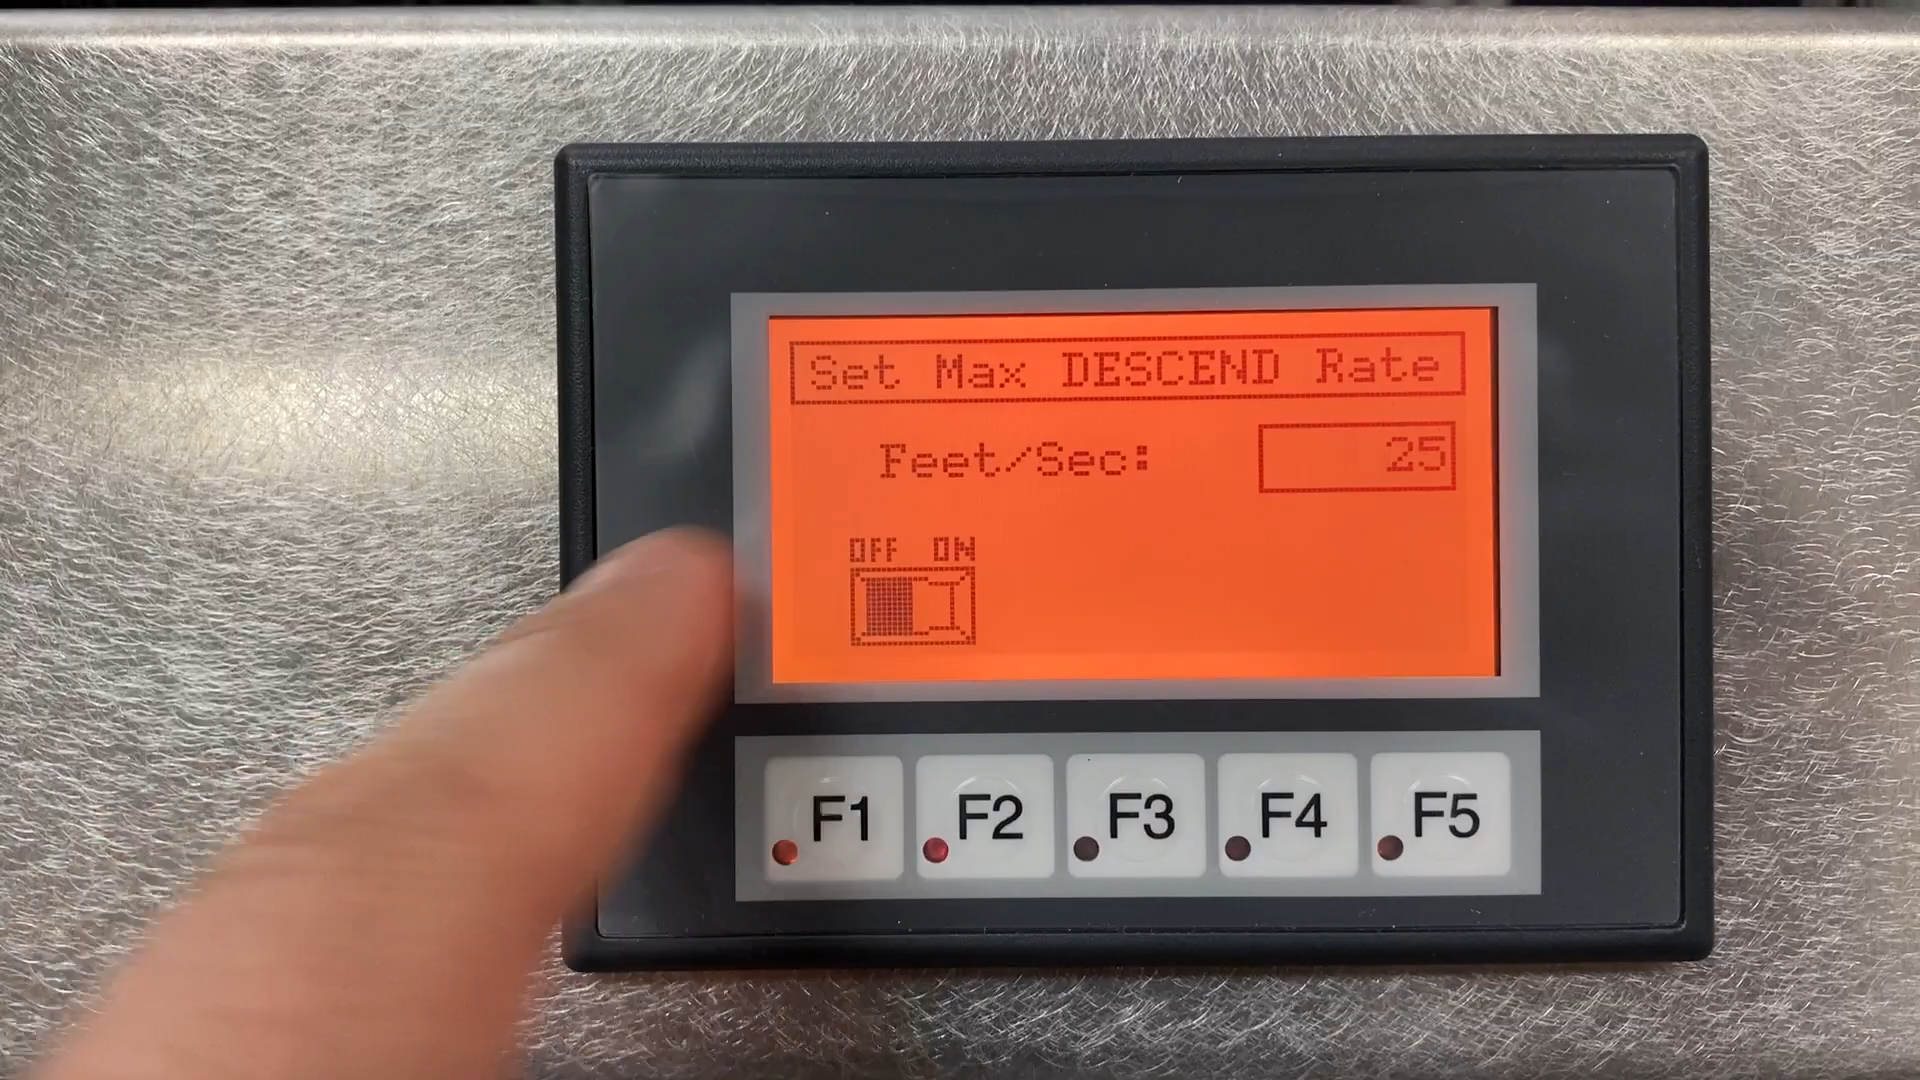 Set Max DESCEND Rate
Feet/Sec: 25
OFF ON
F1 F2 F3 F4 F5